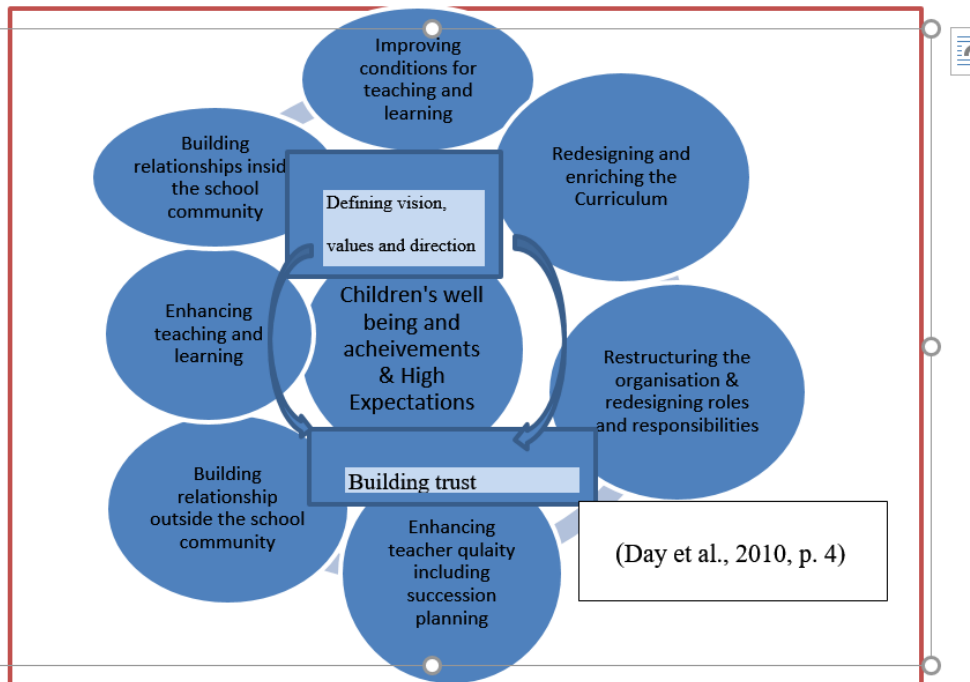 Improving
conditions for
teaching and
learning
Building
relationships insid
the school
community
Redesigning and
enriching the
Curriculum
Defining vision,
values and direction
Enhancing
teaching and
learning
Children's well
being and
acheivements
& High
Expectations
Restructuring the
organisation &
redesigning roles
and responsibilities
Building trust
Building
relationship
outside the school
community
Enhancing
teacher qulaity
including
succession
planning
(Day et al., 2010, p. 4)